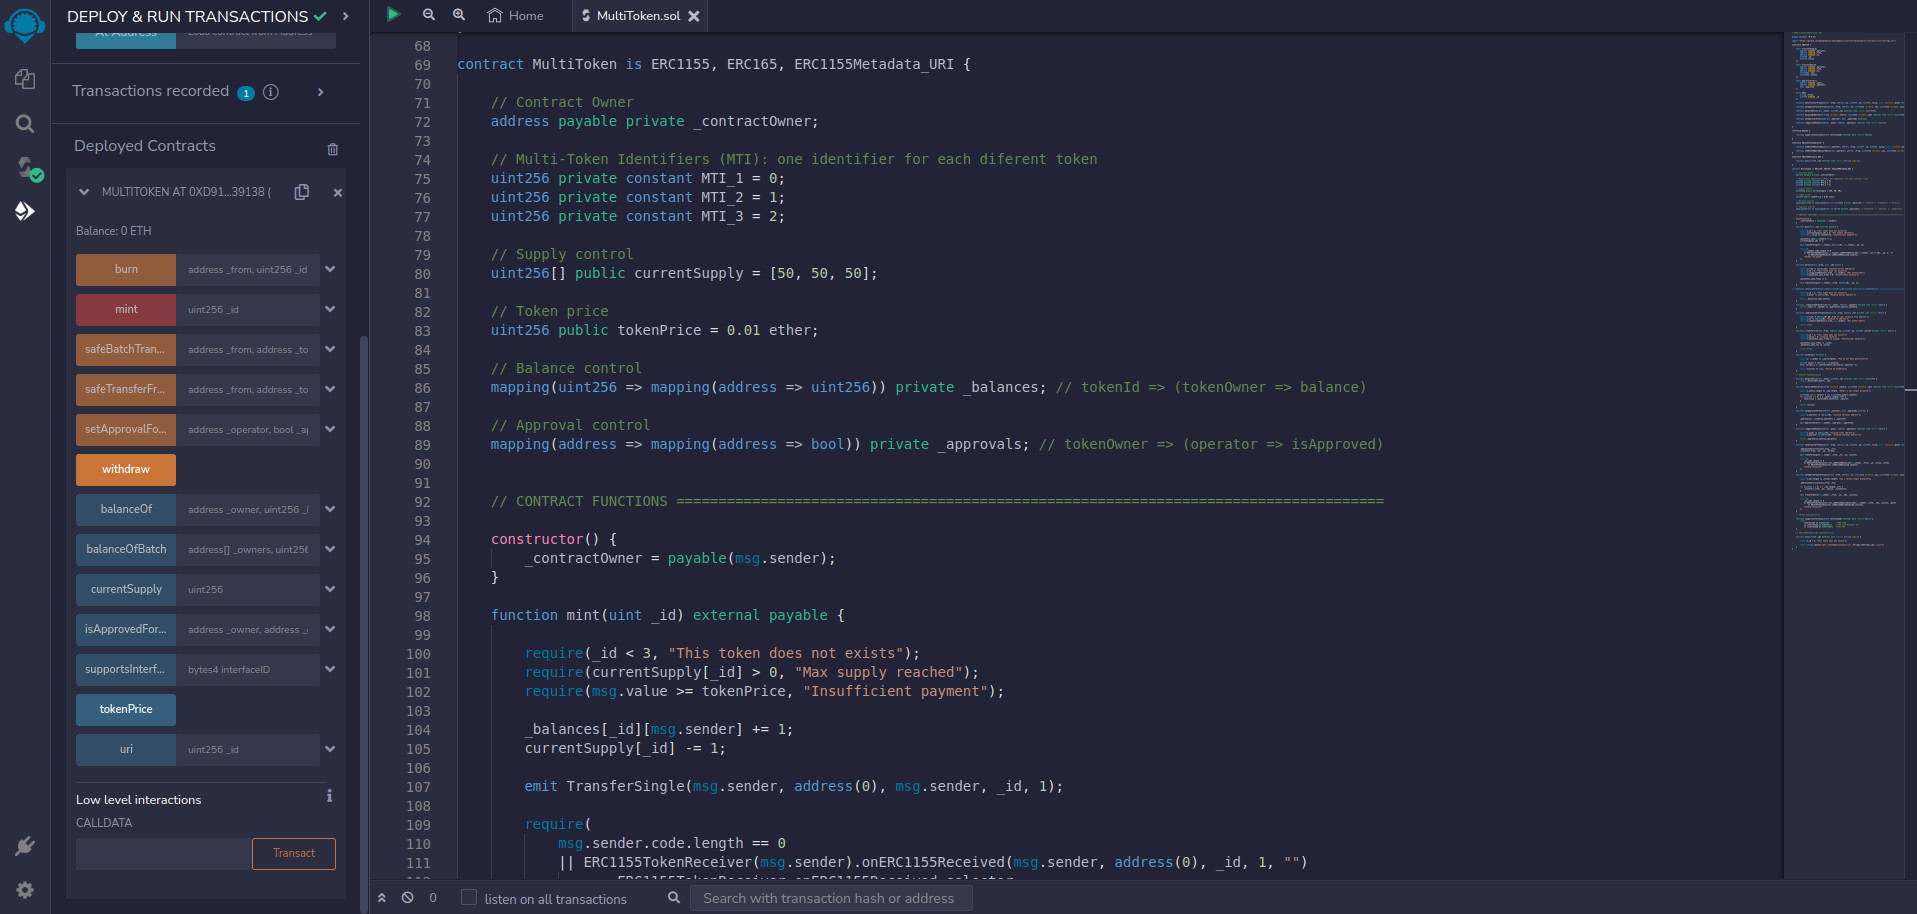 DEPLOY & RUN TRANSACTIONS
At Address Load contract from Address
Transactions recorded 1
Deployed Contracts
MULTITOKEN AT 0XD91...39138 (
Balance: 0 ETH
burn address _from, uint256 _id
mint uint256 _id
safeBatchTran... address _from, address _to
safeTransferFr... address _from, address _to
setApprovalFo... address _operator, bool _a
withdraw
balanceOf address _owner, uint256 _i
balanceOfBatch address[] _owners, uint256
currentSupply uint256
isApprovedFor... address _owner, address _
supportsInterf... bytes4 interfaceID
tokenPrice
uri uint256 _id
Low level interactions
CALLDATA
Transact
Home
MultiToken.sol
68
69 contract MultiToken is ERC1155, ERC165, ERC1155Metadata_URI {
70
71 // Contract Owner
72 address payable private _contractOwner;
73
74 // Multi-Token Identifiers (MTI): one identifier for each diferent token
75 uint256 private constant MTI_1 = 0;
76 uint256 private constant MTI_2 = 1;
77 uint256 private constant MTI_3 = 2;
78
79 // Supply control
80 uint256[] public currentSupply = [50, 50, 50];
81
82 // Token price
83 uint256 public tokenPrice = 0.01 ether;
84
85 // Balance control
86 mapping(uint256 => mapping(address => uint256)) private _balances; // tokenId => (tokenOwner => balance)
87
88 // Approval control
89 mapping(address => mapping(address => bool)) private _approvals; // tokenOwner => (operator => isApproved)
90
91
92 // CONTRACT FUNCTIONS ====================================================================================
93
94 constructor() {
95 _contractOwner = payable(msg.sender);
96 }
97
98 function mint(uint _id) external payable {
99
100 require(_id < 3, "This token does not exists");
101 require(currentSupply[_id] > 0, "Max supply reached");
102 require(msg.value >= tokenPrice, "Insufficient payment");
103
104 _balances[_id][msg.sender] += 1;
105 currentSupply[_id] -= 1;
106
107 emit TransferSingle(msg.sender, address(0), msg.sender, _id, 1);
108
109 require(
110 msg.sender.code.length == 0
111 || ERC1155TokenReceiver(msg.sender).onERC1155Received(msg.sender, address(0), _id, 1, "")
0
listen on all transactions
Search with transaction hash or address